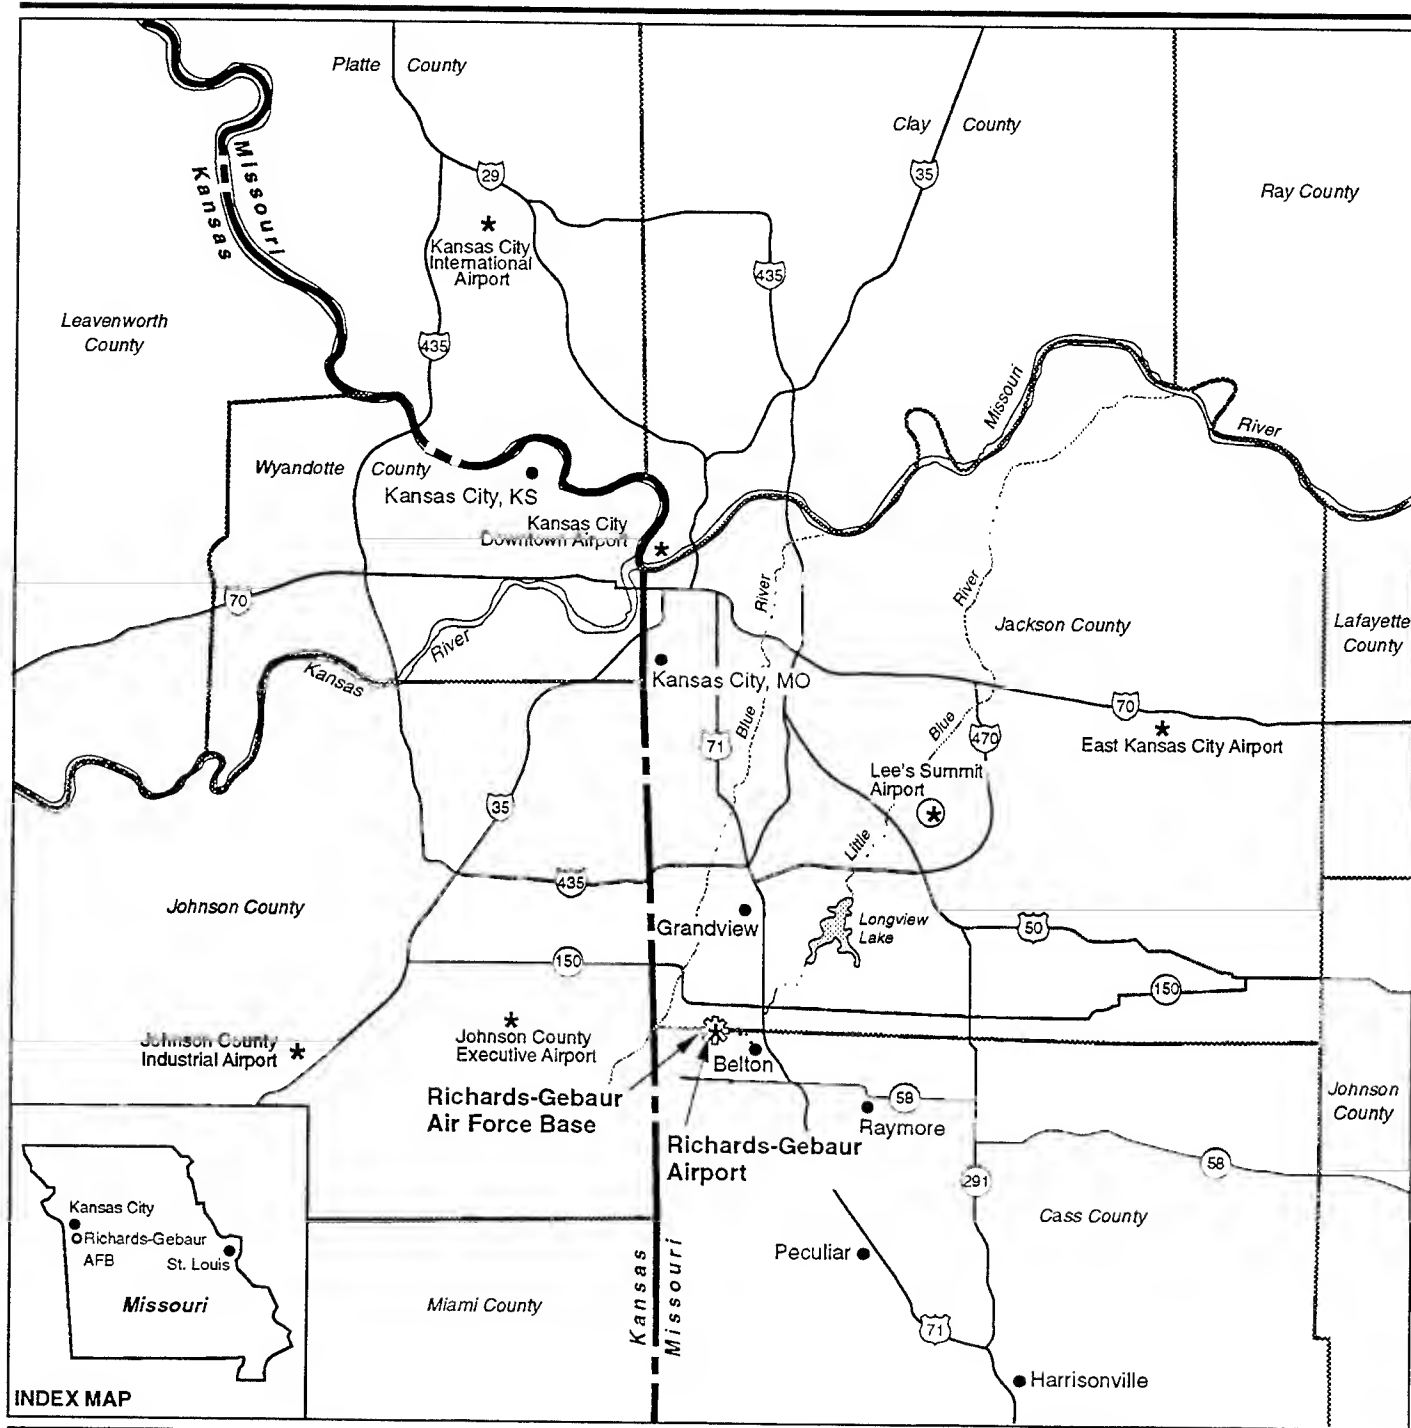 Platte County
Clay County
Ray County
Missouri
Kansas
29
35
Kansas City
International
Airport
435
435
Leavenworth
County
Missouri
River
Wyandotte County
Kansas City, KS
Kansas City
Downtown Airport
70
River
Kansas
River
River
Jackson County
Lafayette
County
Kansas City, MO
Blue
Blue
70
71
470
East Kansas City Airport
Lee's Summit
Airport
35
Little
435
Johnson County
Grandview
Longview
Lake
50
150
150
Johnson County
Industrial Airport
Johnson County
Executive Airport
Belton
Richards-Gebaur
Air Force Base
58
Raymore
Johnson
County
Richards-Gebaur
Airport
58
291
Cass County
Kansas City
Richards-Gebaur
AFB
St. Louis
Missouri
INDEX MAP
Kansas
Missouri
Peculiar
Miami County
71
Harrisonville